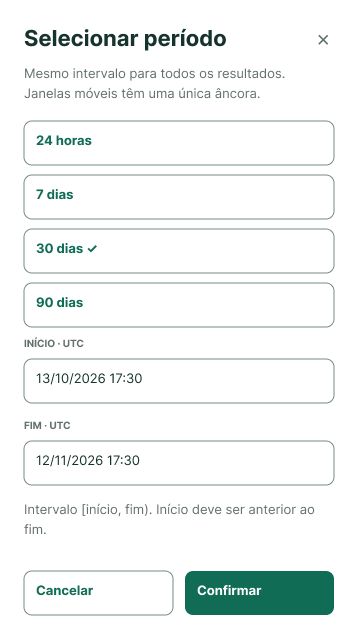 Selecionar período ×
Mesmo intervalo para todos os resultados.
Janelas móveis têm uma única âncora.
24 horas
7 dias
30 dias ✓
90 dias
INÍCIO · UTC
13/10/2026 17:30
FIM · UTC
12/11/2026 17:30
Intervalo [início, fim). Início deve ser anterior ao
fim.
Cancelar Confirmar